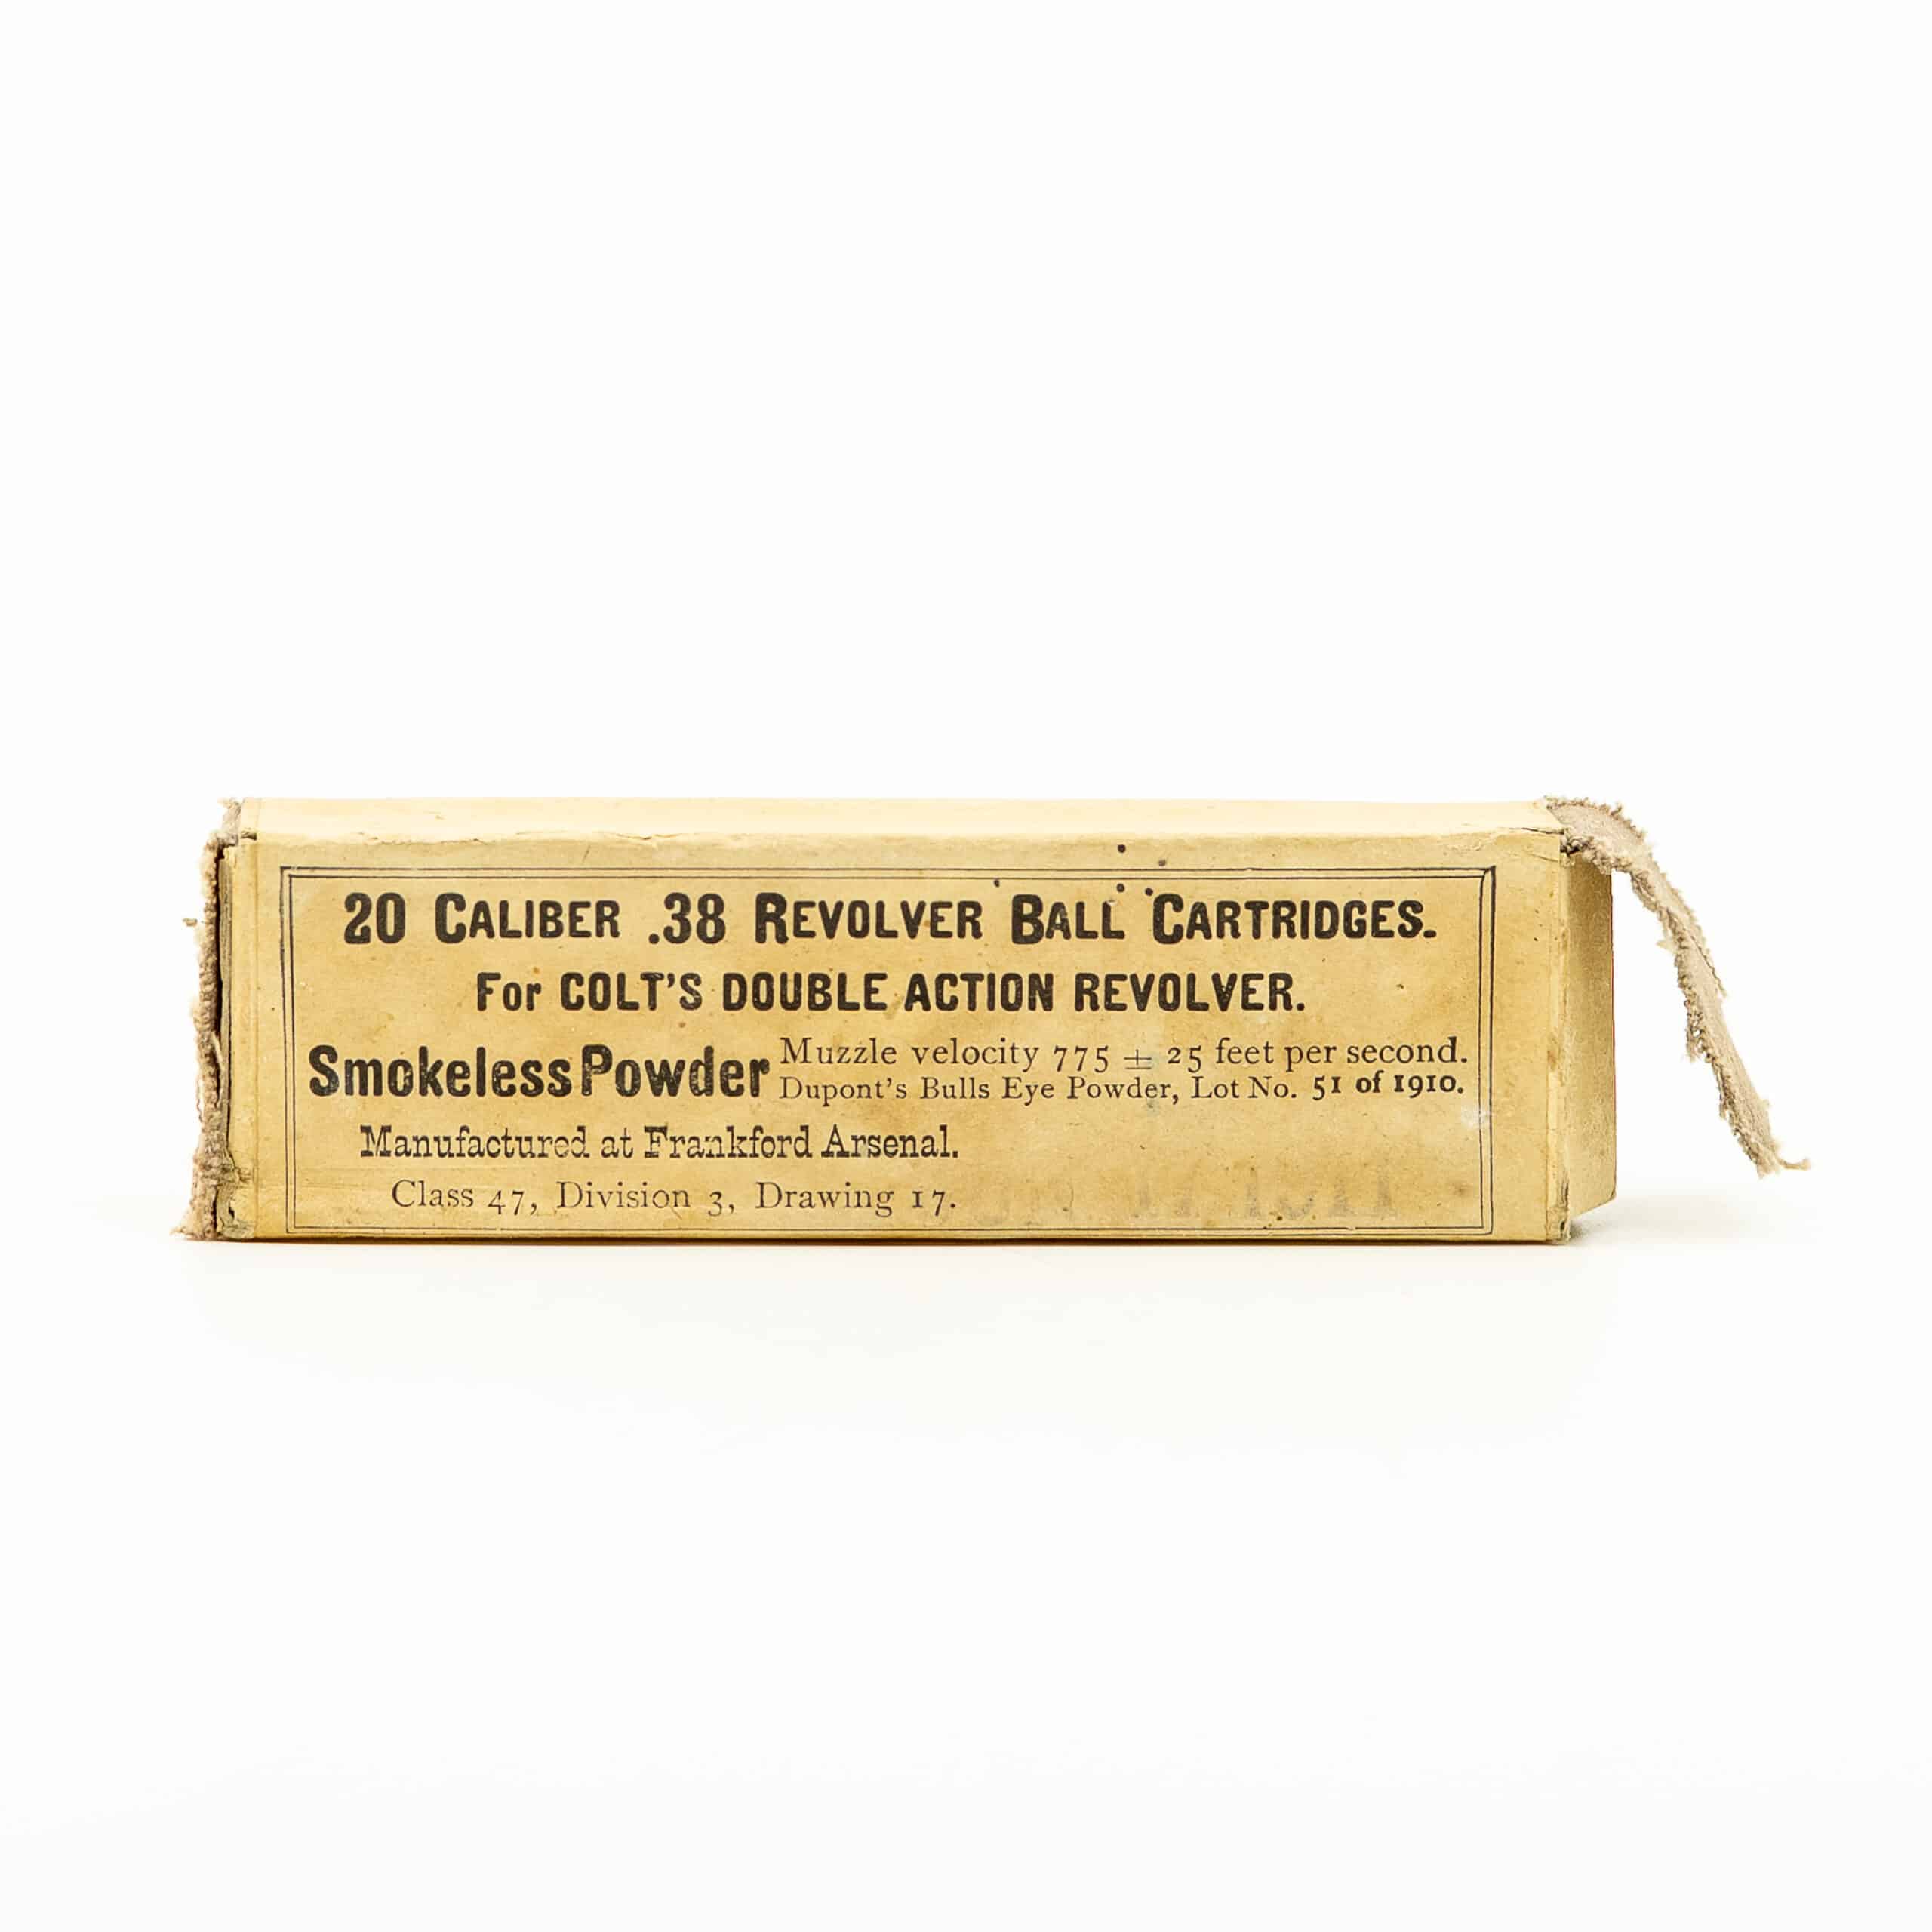 20 CALIBER .38 REVOLVER BALL CARTRIDGES.
For COLT'S DOUBLE ACTION REVOLVER.
Smokeless Powder Muzzle velocity 775 ± 25 feet per second.
Dupont's Bulls Eye Powder, Lot No. 51 of 1910.
Manufactured at Frankford Arsenal.
Class 47, Division 3, Drawing 17.